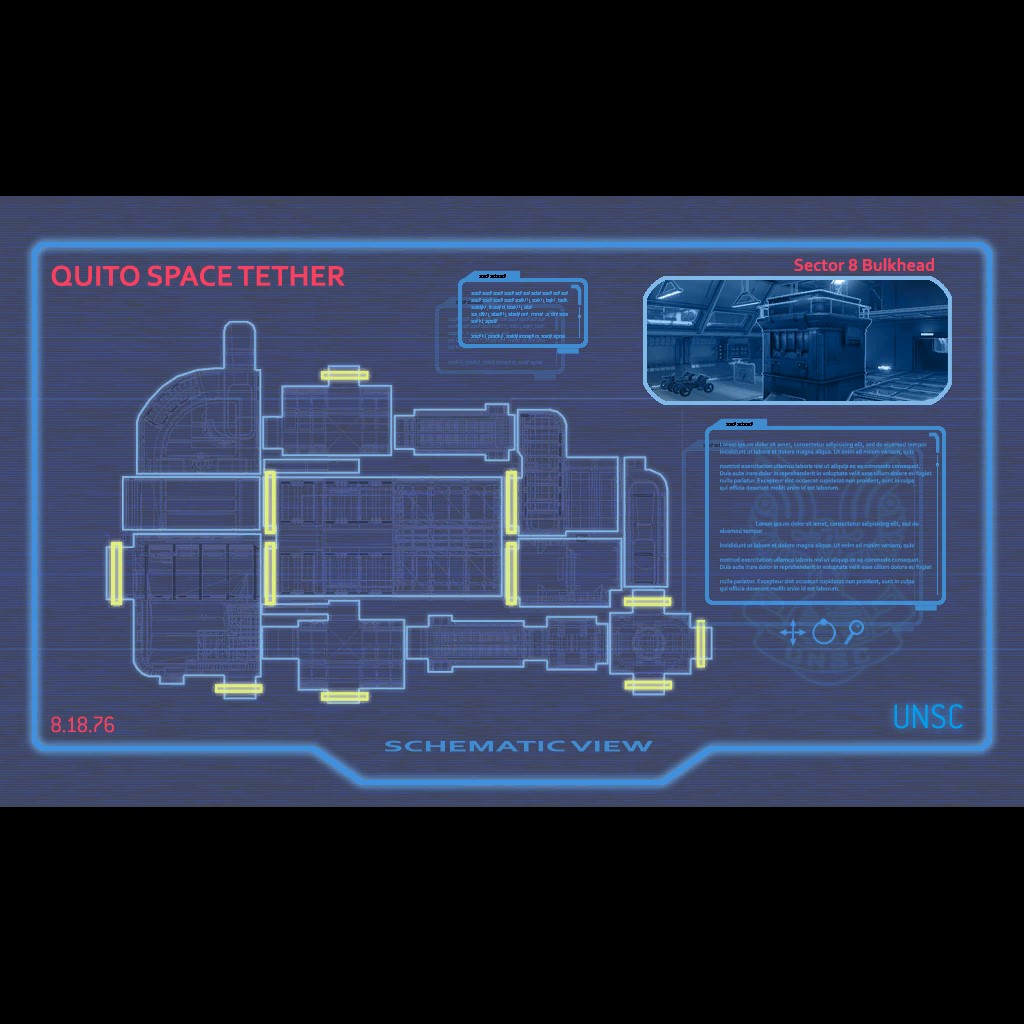 QUITO SPACE TETHER
Sector 8 Bulkhead
Lorem ipsum dolor sit amet, consectetur adipisicing elit, sed do eiusmod tempor
incididunt ut labore et dolore magna aliqua. Ut enim ad minim veniam, quis
nostrud exercitation ullamco laboris nisi ut aliquip ex ea commodo consequat.
Duis aute irure dolor in reprehenderit in voluptate velit esse cillum dolore eu fugiat
nulla pariatur. Excepteur sint occaecat cupidatat non proident, sunt in culpa
qui officia deserunt mollit anim id est laborum.
Lorem ipsum dolor sit amet, consectetur adipisicing elit, sed do
eiusmod tempor
incididunt ut labore et dolore magna aliqua. Ut enim ad minim veniam, quis
nostrud exercitation ullamco laboris nisi ut aliquip ex ea commodo consequat.
Duis aute irure dolor in reprehenderit in voluptate velit esse cillum dolore eu fugiat
nulla pariatur. Excepteur sint occaecat cupidatat non proident, sunt in culpa
qui officia deserunt mollit anim id est laborum.
UNSC
8.18.76
UNSC
SCHEMATIC VIEW